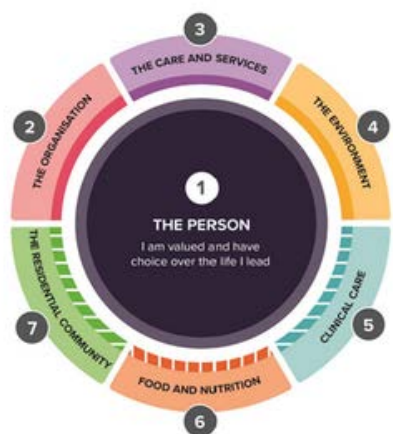 1
THE PERSON
I am valued and have
choice over the life I lead
2
THE ORGANISATION
3
THE CARE AND SERVICES
4
THE ENVIRONMENT
5
CLINICAL CARE
6
FOOD AND NUTRITION
7
THE RESIDENTIAL COMMUNITY